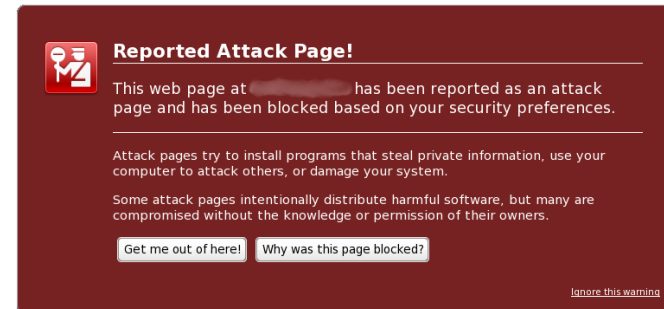 Reported Attack Page!
This web page at has been reported as an attack
page and has been blocked based on your security preferences.
Attack pages try to install programs that steal private information, use your
computer to attack others, or damage your system.
Some attack pages intentionally distribute harmful software, but many are
compromised without the knowledge or permission of their owners.
Get me out of here! Why was this page blocked?
Ignore this warning